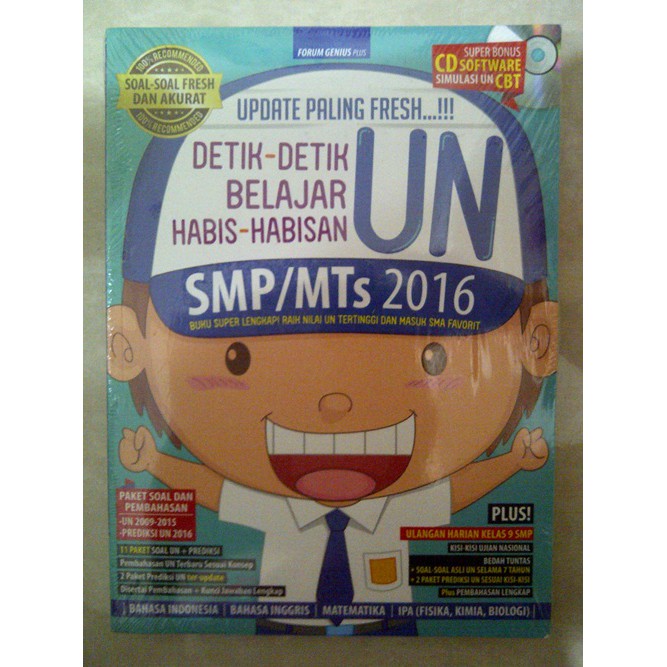 FORUM GENIUS PLUS
100% RECOMMENDED
SOAL-SOAL FRESH
DAN AKURAT
100% RECOMMENDED
SUPER BONUS
CD SOFTWARE
SIMULASI UN CBT
UPDATE PALING FRESH...!!!
DETIK-DETIK
BELAJAR
HABIS-HABISAN
UN
SMP/MTs 2016
BUKU SUPER LENGKAP! RAIH NILAI UN TERTINGGI DAN MASUK SMA FAVORIT
PAKET SOAL DAN
PEMBAHASAN
-UN 2009-2015
-PREDIKSI UN 2016
11 PAKET SOAL UN + PREDIKSI
Pembahasan UN Terbaru Sesuai Konsep
2 Paket Prediksi UN ter update
Disertai Pembahasan + Kunci Jawaban Lengkap
PLUS!
ULANGAN HARIAN KELAS 9 SMP
KISI-KISI UJIAN NASIONAL
BEDAH TUNTAS
• SOAL-SOAL ASLI UN SELAMA 7 TAHUN
• 2 PAKET PREDIKSI UN SESUAI KISI-KISI
Plus PEMBAHASAN LENGKAP
| BAHASA INDONESIA | BAHASA INGGRIS | MATEMATIKA | IPA (FISIKA, KIMIA, BIOLOGI) |